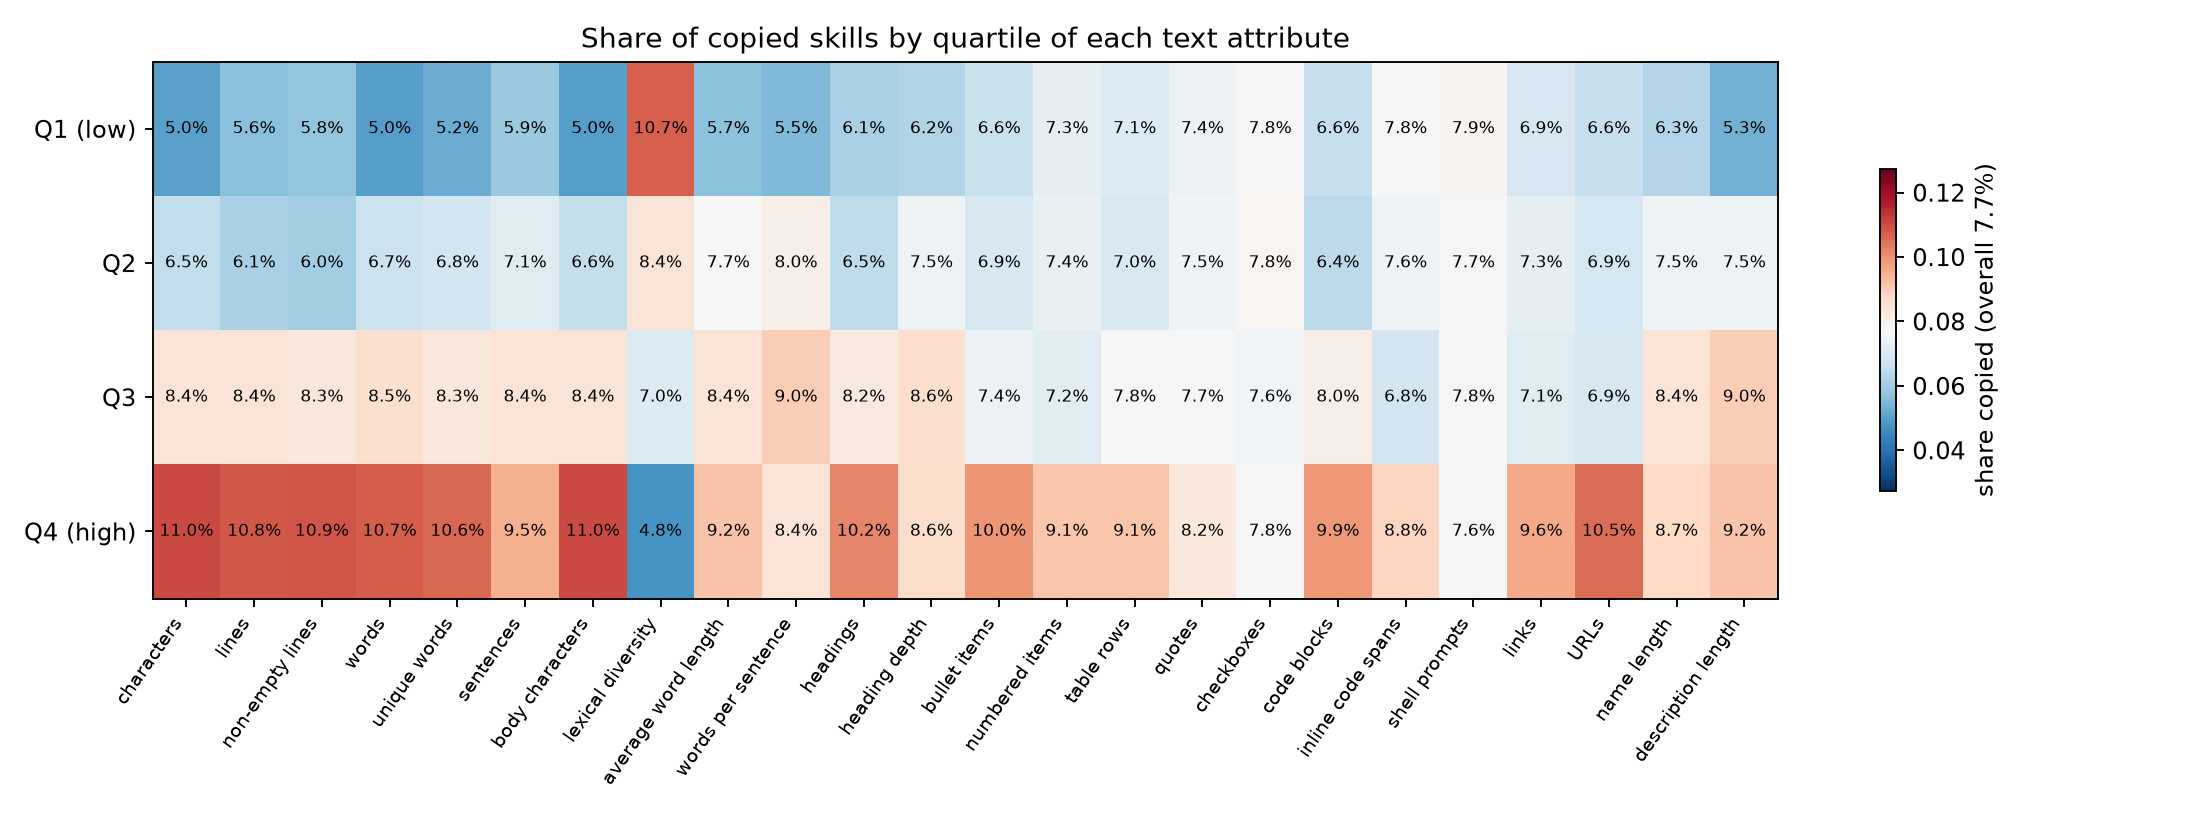 Share of copied skills by quartile of each text attribute
Q1 (low) 5.0% 5.6% 5.8% 5.0% 5.2% 5.9% 5.0% 10.7% 5.7% 5.5% 6.1% 6.2% 6.6% 7.3% 7.1% 7.4% 7.8% 6.6% 7.8% 7.9% 6.9% 6.6% 6.3% 5.3%
Q2 6.5% 6.1% 6.0% 6.7% 6.8% 7.1% 6.6% 8.4% 7.7% 8.0% 6.5% 7.5% 6.9% 7.4% 7.0% 7.5% 7.8% 6.4% 7.6% 7.7% 7.3% 6.9% 7.5% 7.5%
Q3 8.4% 8.4% 8.3% 8.5% 8.3% 8.4% 8.4% 7.0% 8.4% 9.0% 8.2% 8.6% 7.4% 7.2% 7.8% 7.7% 7.6% 8.0% 6.8% 7.8% 7.1% 6.9% 8.4% 9.0%
Q4 (high) 11.0% 10.8% 10.9% 10.7% 10.6% 9.5% 11.0% 4.8% 9.2% 8.4% 10.2% 8.6% 10.0% 9.1% 9.1% 8.2% 7.8% 9.9% 8.8% 7.6% 9.6% 10.5% 8.7% 9.2%
characters
lines
non-empty lines
words
unique words
sentences
body characters
lexical diversity
average word length
words per sentence
headings
heading depth
bullet items
numbered items
table rows
quotes
checkboxes
code blocks
inline code spans
shell prompts
links
URLs
name length
description length
0.12
0.10
0.08
0.06
0.04
share copied (overall 7.7%)